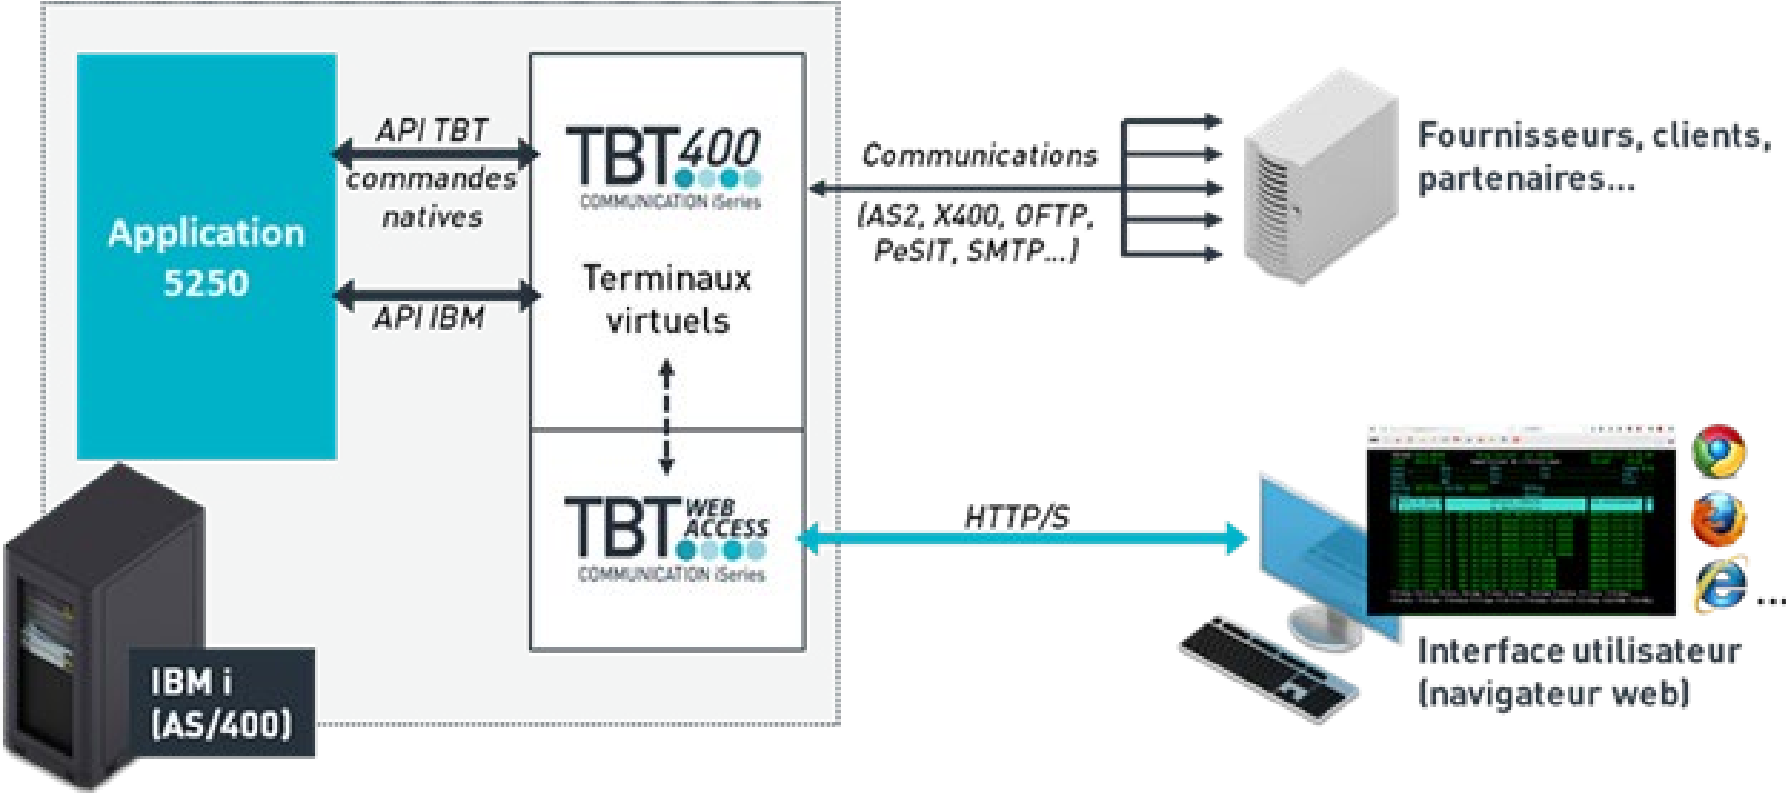 Application
5250
API TBT
commandes
natives
API IBM
TBT400
COMMUNICATION iSeries
Terminaux
virtuels
TBT WEB
ACCESS
COMMUNICATION iSeries
IBM i
(AS/400)
Communications
(AS2, X400, OFTP,
PeSIT, SMTP...)
Fournisseurs, clients,
partenaires...
HTTP/S
...
Interface utilisateur
(navigateur web)